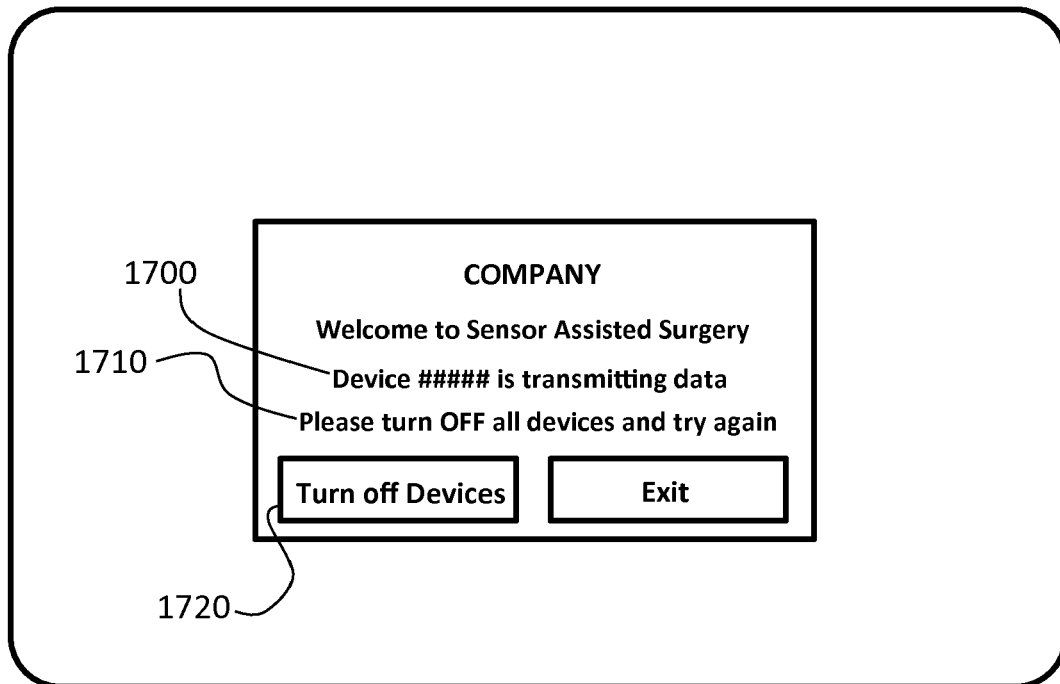 COMPANY
1700
Welcome to Sensor Assisted Surgery
1710
Device ##### is transmitting data
Please turn OFF all devices and try again
Turn off Devices
Exit
1720